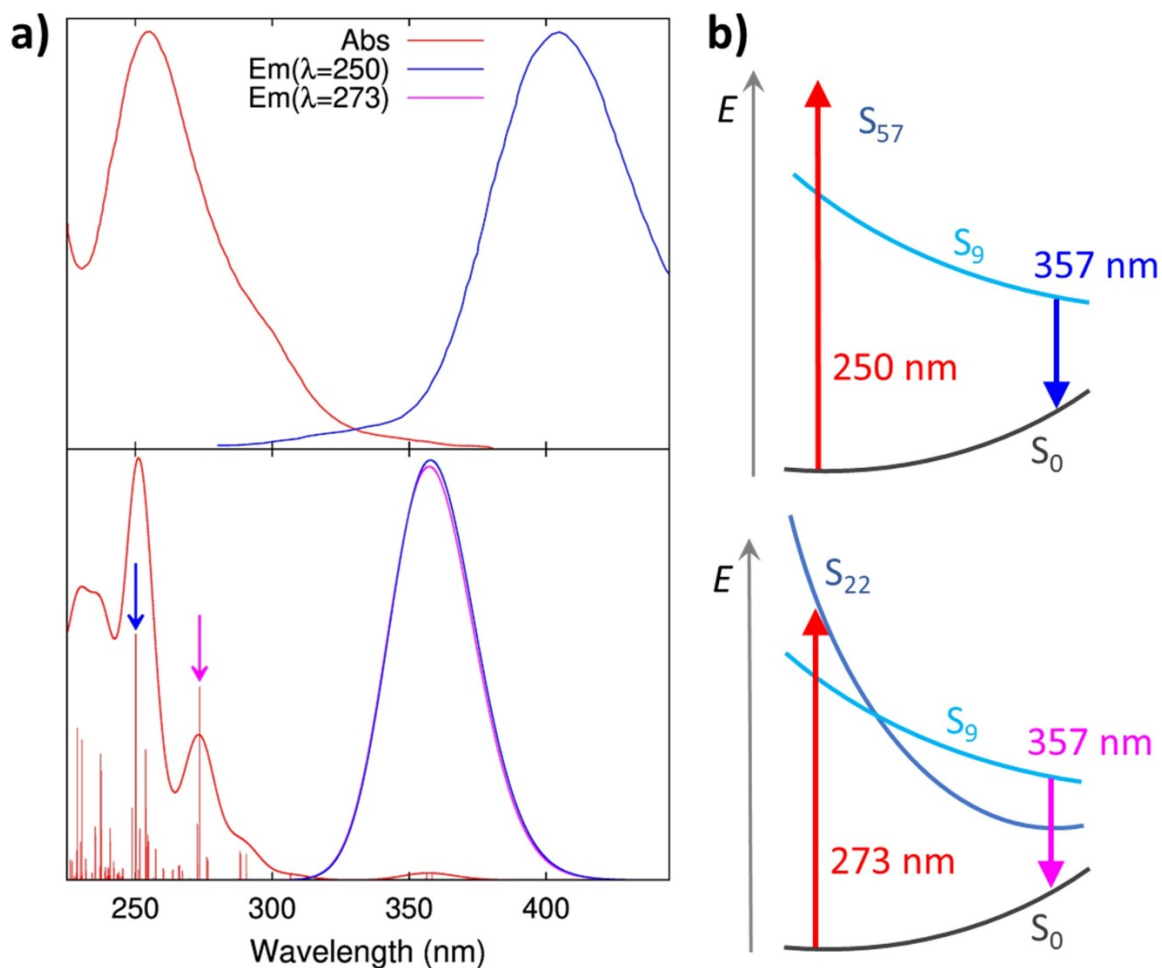 a)
Abs
Em(λ=250)
Em(λ=273)
250 300 350 400
Wavelength (nm)
b)
E
S₅₇
S₉
357 nm
250 nm
S₀
E
S₂₂
S₉
357 nm
273 nm
S₀